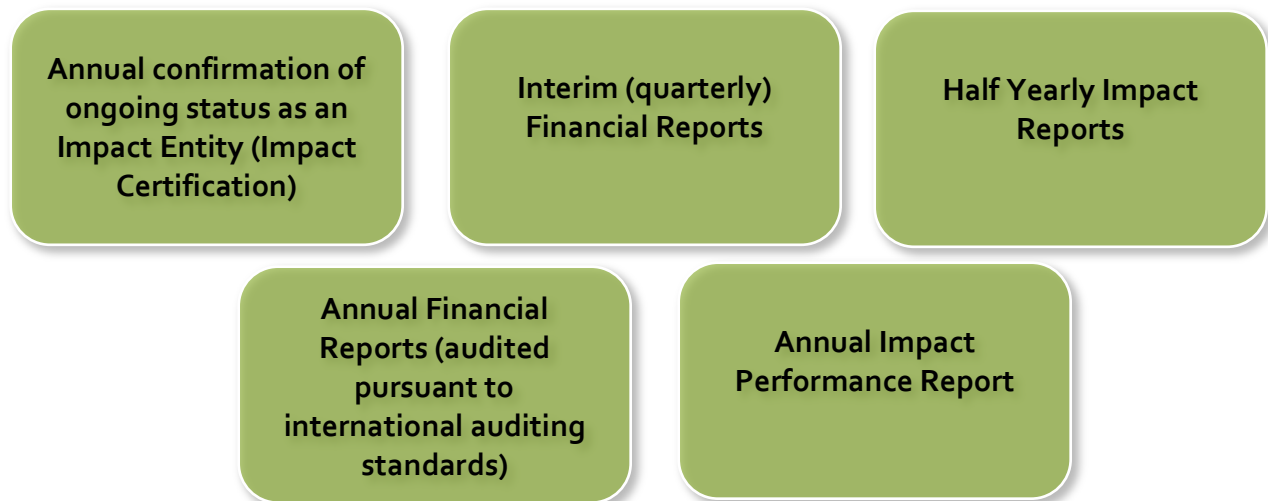 Annual confirmation of
ongoing status as an
Impact Entity (Impact
Certification)
Interim (quarterly)
Financial Reports
Half Yearly Impact
Reports
Annual Financial
Reports (audited
pursuant to
international auditing
standards)
Annual Impact
Performance Report